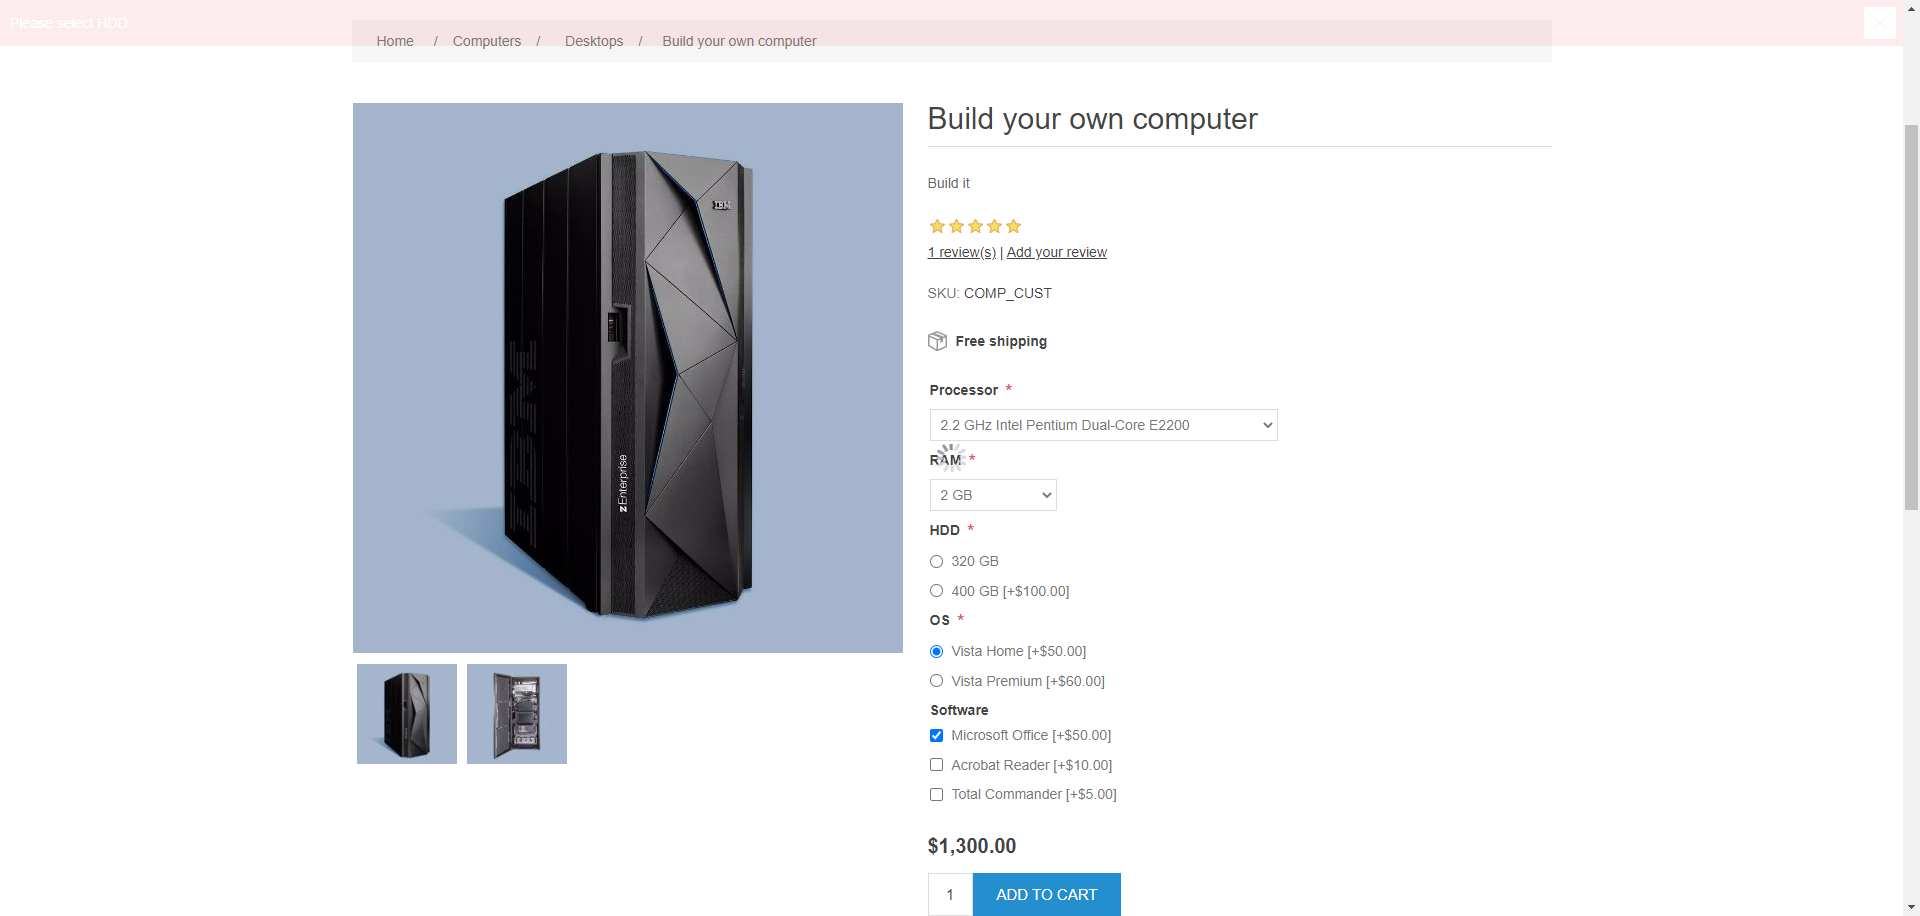 Please select HDD
Home / Computers / Desktops / Build your own computer
IBM
IBM
zEnterprise
Build your own computer
Build it
1 review(s) | Add your review
SKU: COMP_CUST
Free shipping
Processor *
2.2 GHz Intel Pentium Dual-Core E2200
RAM *
2 GB
HDD *
320 GB
400 GB [+$100.00]
OS *
Vista Home [+$50.00]
Vista Premium [+$60.00]
Software
Microsoft Office [+$50.00]
Acrobat Reader [+$10.00]
Total Commander [+$5.00]
$1,300.00
1 ADD TO CART